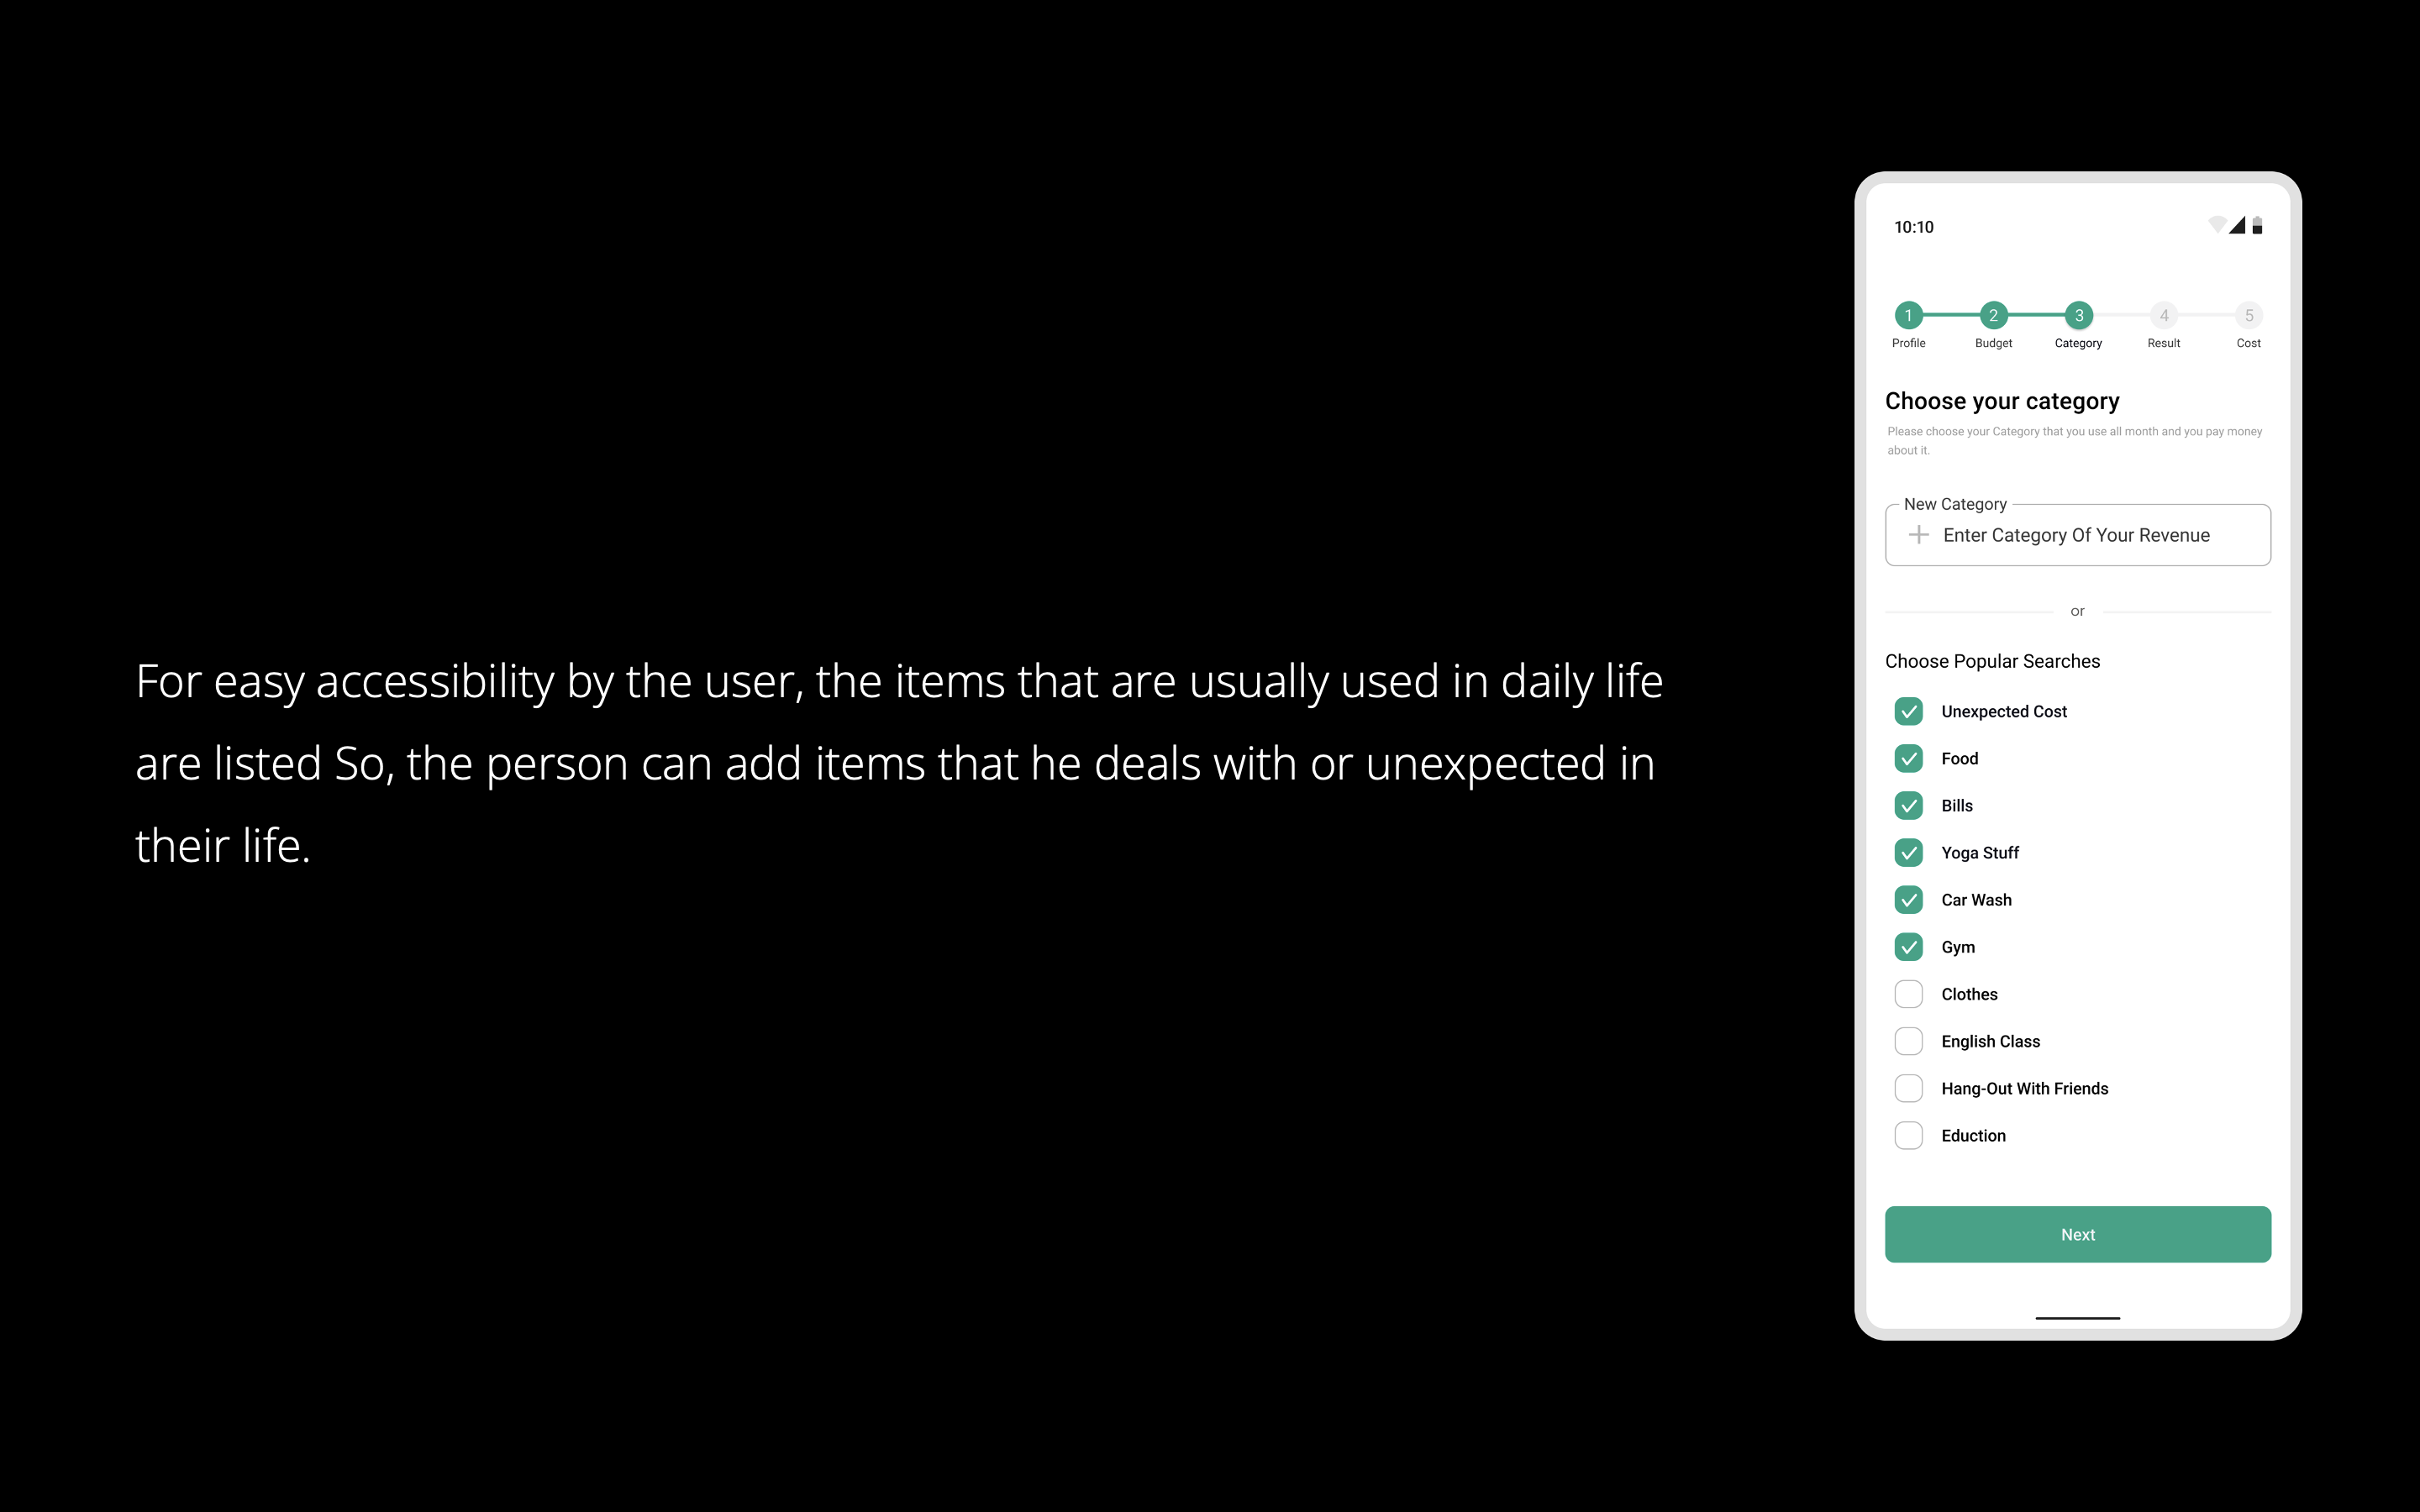 For easy accessibility by the user, the items that are usually used in daily life
are listed So, the person can add items that he deals with or unexpected in
their life.
10:10
1 2 3 4 5
Profile Budget Category Result Cost
Choose your category
Please choose your Category that you use all month and you pay money
about it.
New Category
Enter Category Of Your Revenue
or
Choose Popular Searches
Unexpected Cost
Food
Bills
Yoga Stuff
Car Wash
Gym
Clothes
English Class
Hang-Out With Friends
Eduction
Next